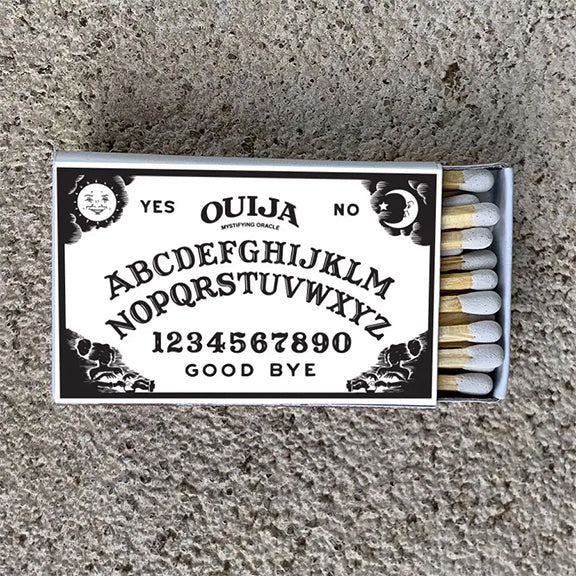 YES OUIJA NO
MYSTIFYING ORACLE
ABCDEFGHIJKLM
NOPQRSTUVWXYZ
1234567890
GOOD BYE